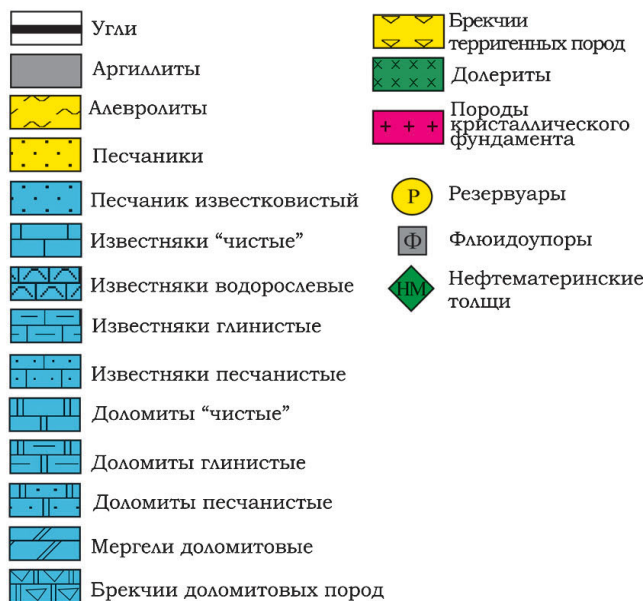 Угли
Аргиллиты
Алевролиты
Песчаники
Песчаник известковистый
Известняки “чистые”
Известняки водорослевые
Известняки глинистые
Известняки песчанистые
Доломиты “чистые”
Доломиты глинистые
Доломиты песчанистые
Мергели доломитовые
Брекчии доломитовых пород
Брекчии
терригенных пород
Долериты
Породы
кристаллического
фундамента
Р Резервуары
Ф Флюидоупоры
НМ Нефтематеринские
толщи